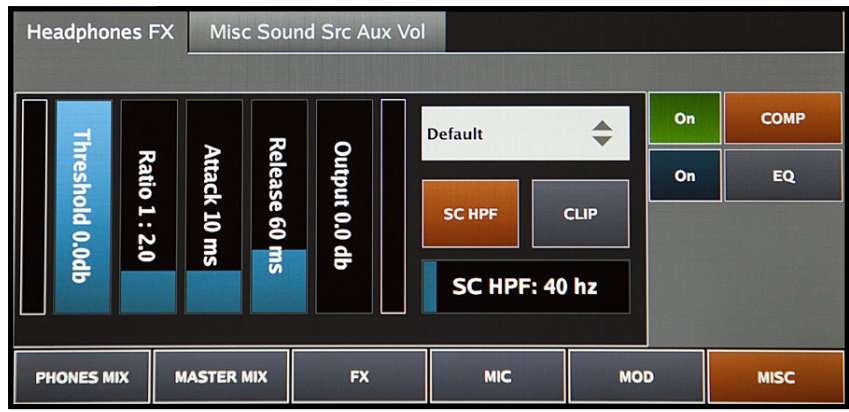 Headphones FX
Misc Sound Src Aux Vol
Threshold 0.0db
Ratio 1 : 2.0
Attack 10 ms
Release 60 ms
Output 0.0 db
Default
SC HPF
CLIP
SC HPF: 40 hz
On
COMP
On
EQ
PHONES MIX
MASTER MIX
FX
MIC
MOD
MISC